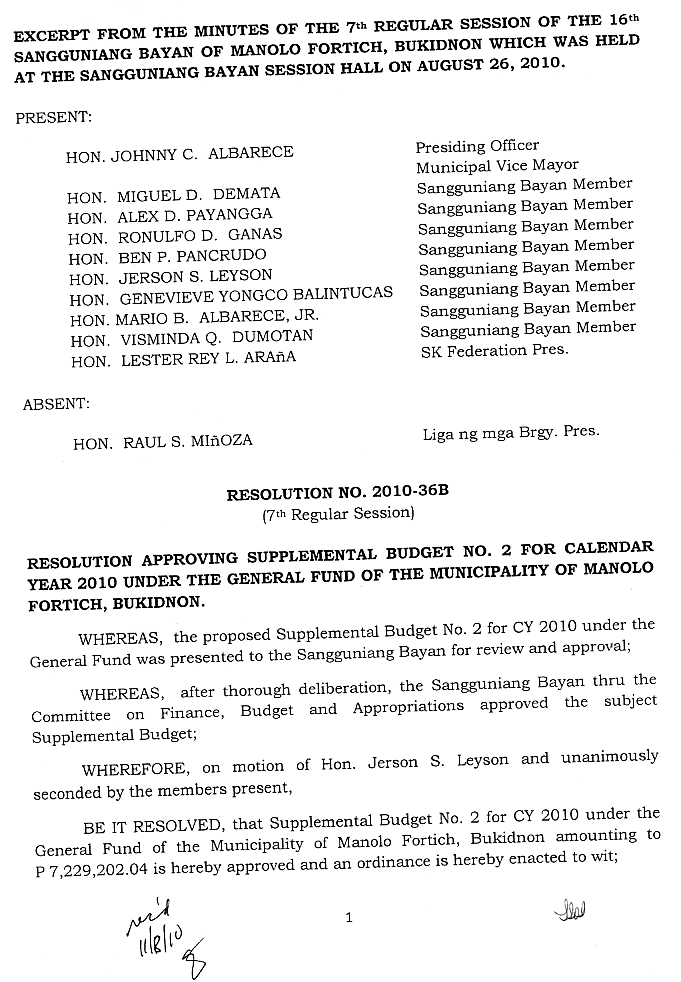 EXCERPT FROM THE MINUTES OF THE 7th REGULAR SESSION OF THE 16th
SANGGUNIANG BAYAN OF MANOLO FORTICH, BUKIDNON WHICH WAS HELD
AT THE SANGGUNIANG BAYAN SESSION HALL ON AUGUST 26, 2010.
PRESENT:
HON. JOHNNY C. ALBARECE Presiding Officer
Municipal Vice Mayor
HON. MIGUEL D. DEMATA Sangguniang Bayan Member
HON. ALEX D. PAYANGGA Sangguniang Bayan Member
HON. RONULFO D. GANAS Sangguniang Bayan Member
HON. BEN P. PANCRUDO Sangguniang Bayan Member
HON. JERSON S. LEYSON Sangguniang Bayan Member
HON. GENEVIEVE YONGCO BALINTUCAS Sangguniang Bayan Member
HON. MARIO B. ALBARECE, JR. Sangguniang Bayan Member
HON. VISMINDA Q. DUMOTAN Sangguniang Bayan Member
HON. LESTER REY L. ARAñA SK Federation Pres.
ABSENT:
HON. RAUL S. MIñOZA Liga ng mga Brgy. Pres.
RESOLUTION NO. 2010-36B
(7th Regular Session)
RESOLUTION APPROVING SUPPLEMENTAL BUDGET NO. 2 FOR CALENDAR
YEAR 2010 UNDER THE GENERAL FUND OF THE MUNICIPALITY OF MANOLO
FORTICH, BUKIDNON.
WHEREAS, the proposed Supplemental Budget No. 2 for CY 2010 under the
General Fund was presented to the Sangguniang Bayan for review and approval;
WHEREAS, after thorough deliberation, the Sangguniang Bayan thru the
Committee on Finance, Budget and Appropriations approved the subject
Supplemental Budget;
WHEREFORE, on motion of Hon. Jerson S. Leyson and unanimously
seconded by the members present,
BE IT RESOLVED, that Supplemental Budget No. 2 for CY 2010 under the
General Fund of the Municipality of Manolo Fortich, Bukidnon amounting to
P 7,229,202.04 is hereby approved and an ordinance is hereby enacted to wit;
rec'd
11/8/10
1